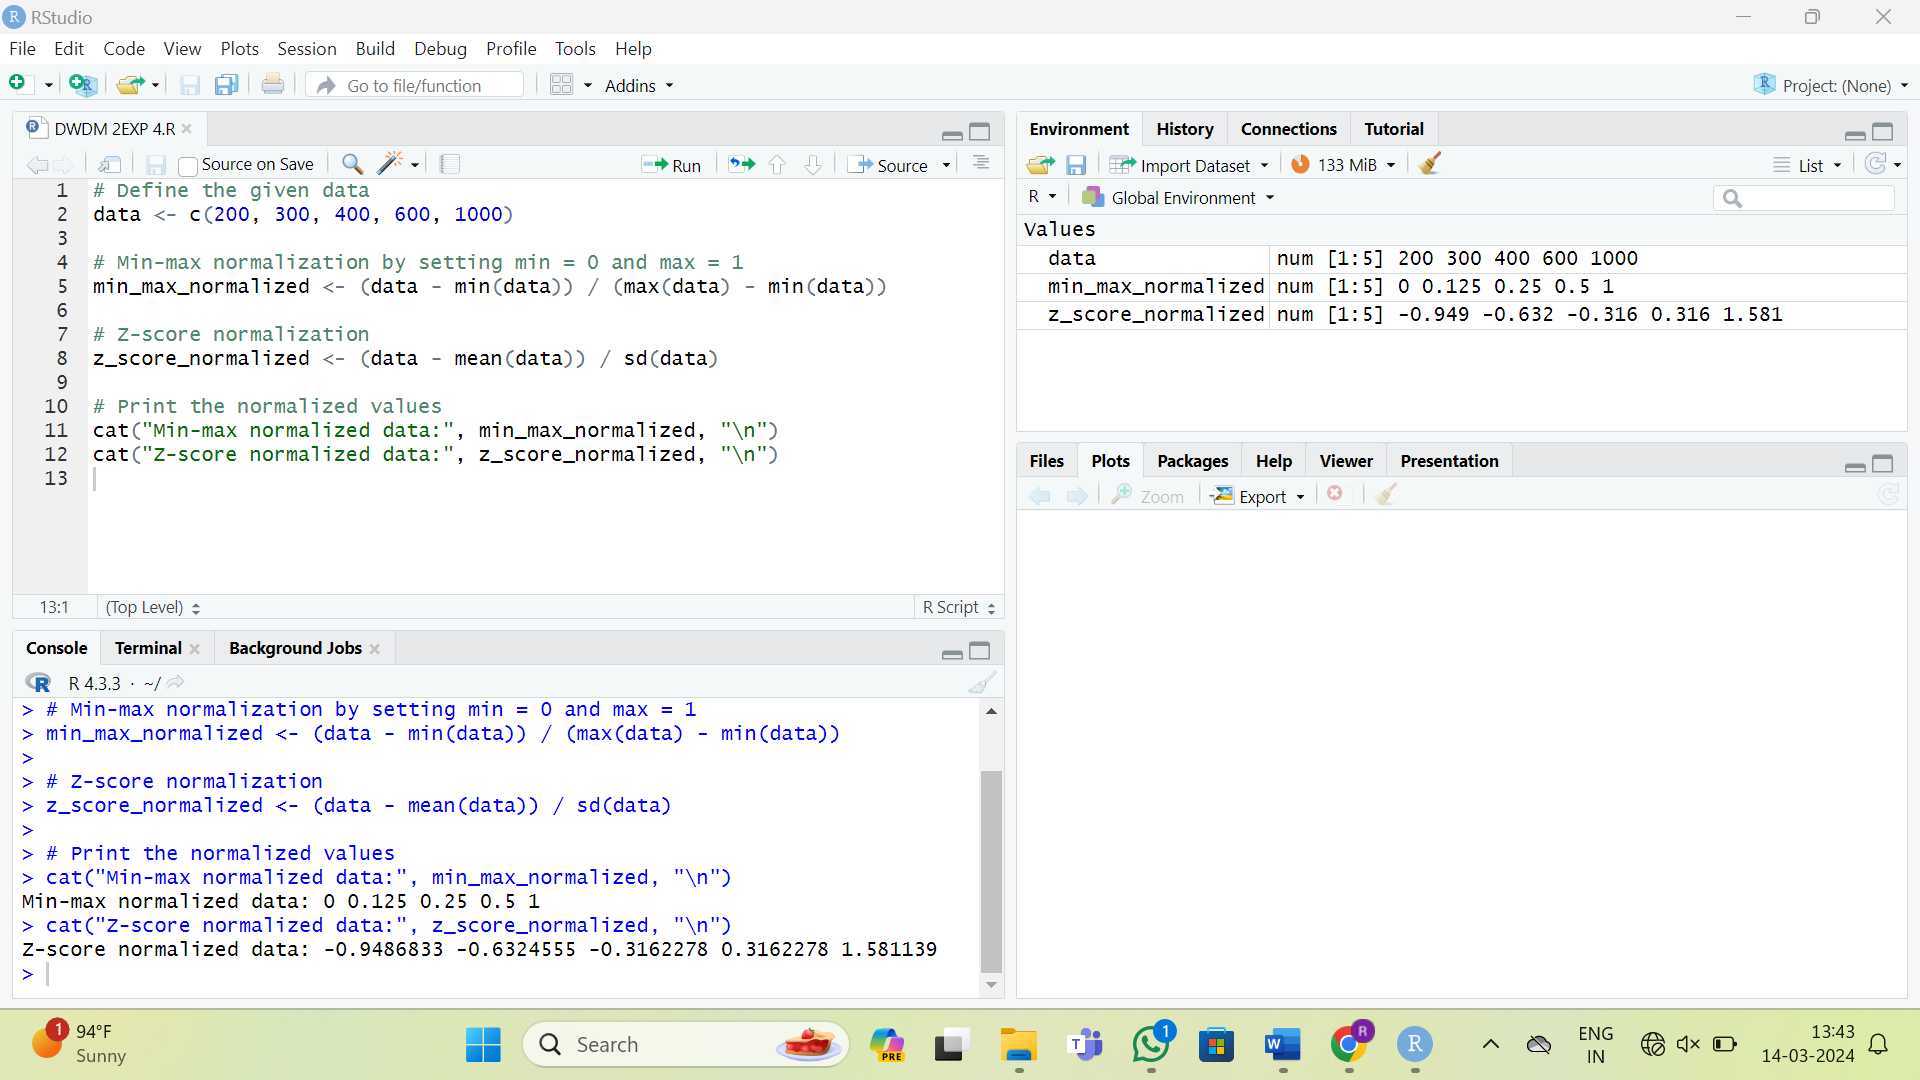 RStudio
File Edit Code View Plots Session Build Debug Profile Tools Help
Go to file/function Addins Project: (None)
DWDM 2EXP 4.R
Source on Save Run Source
1 # Define the given data
2 data <- c(200, 300, 400, 600, 1000)
3
4 # Min-max normalization by setting min = 0 and max = 1
5 min_max_normalized <- (data - min(data)) / (max(data) - min(data))
6
7 # Z-score normalization
8 z_score_normalized <- (data - mean(data)) / sd(data)
9
10 # Print the normalized values
11 cat("Min-max normalized data:", min_max_normalized, "\n")
12 cat("Z-score normalized data:", z_score_normalized, "\n")
13
13:1 (Top Level) R Script
Console Terminal Background Jobs
R 4.3.3 · ~/
> # Min-max normalization by setting min = 0 and max = 1
> min_max_normalized <- (data - min(data)) / (max(data) - min(data))
>
> # Z-score normalization
> z_score_normalized <- (data - mean(data)) / sd(data)
>
> # Print the normalized values
> cat("Min-max normalized data:", min_max_normalized, "\n")
Min-max normalized data: 0 0.125 0.25 0.5 1
> cat("Z-score normalized data:", z_score_normalized, "\n")
Z-score normalized data: -0.9486833 -0.6324555 -0.3162278 0.3162278 1.581139
>
Environment History Connections Tutorial
Import Dataset 133 MiB List
R Global Environment
Values
data num [1:5] 200 300 400 600 1000
min_max_normalized num [1:5] 0 0.125 0.25 0.5 1
z_score_normalized num [1:5] -0.949 -0.632 -0.316 0.316 1.581
Files Plots Packages Help Viewer Presentation
Zoom Export
1 94°F
Sunny
Search
PRE
1
R
ENG
IN
13:43
14-03-2024